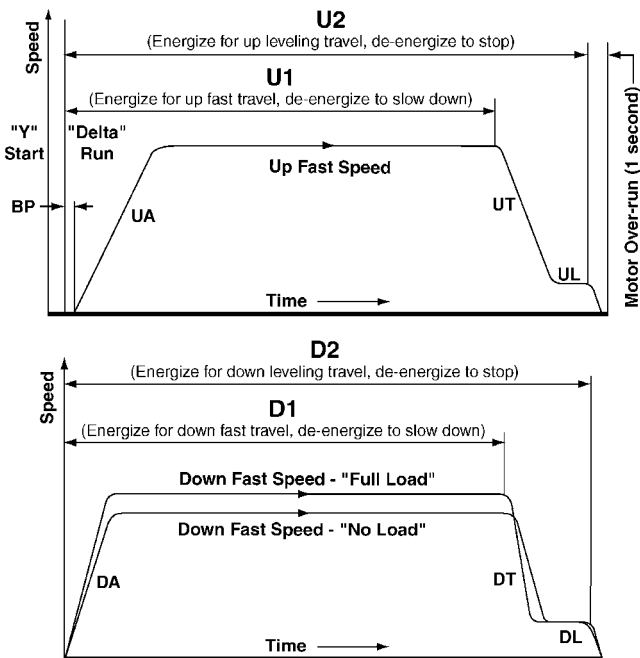 U2
(Energize for up leveling travel, de-energize to stop)
Speed
U1
(Energize for up fast travel, de-energize to slow down)
"Y"
Start
"Delta"
Run
Up Fast Speed
BP
UA
UT
UL
Time
Motor Over-run (1 second)
D2
(Energize for down leveling travel, de-energize to stop)
Speed
D1
(Energize for down fast travel, de-energize to slow down)
Down Fast Speed - "Full Load"
Down Fast Speed - "No Load"
DA
DT
DL
Time